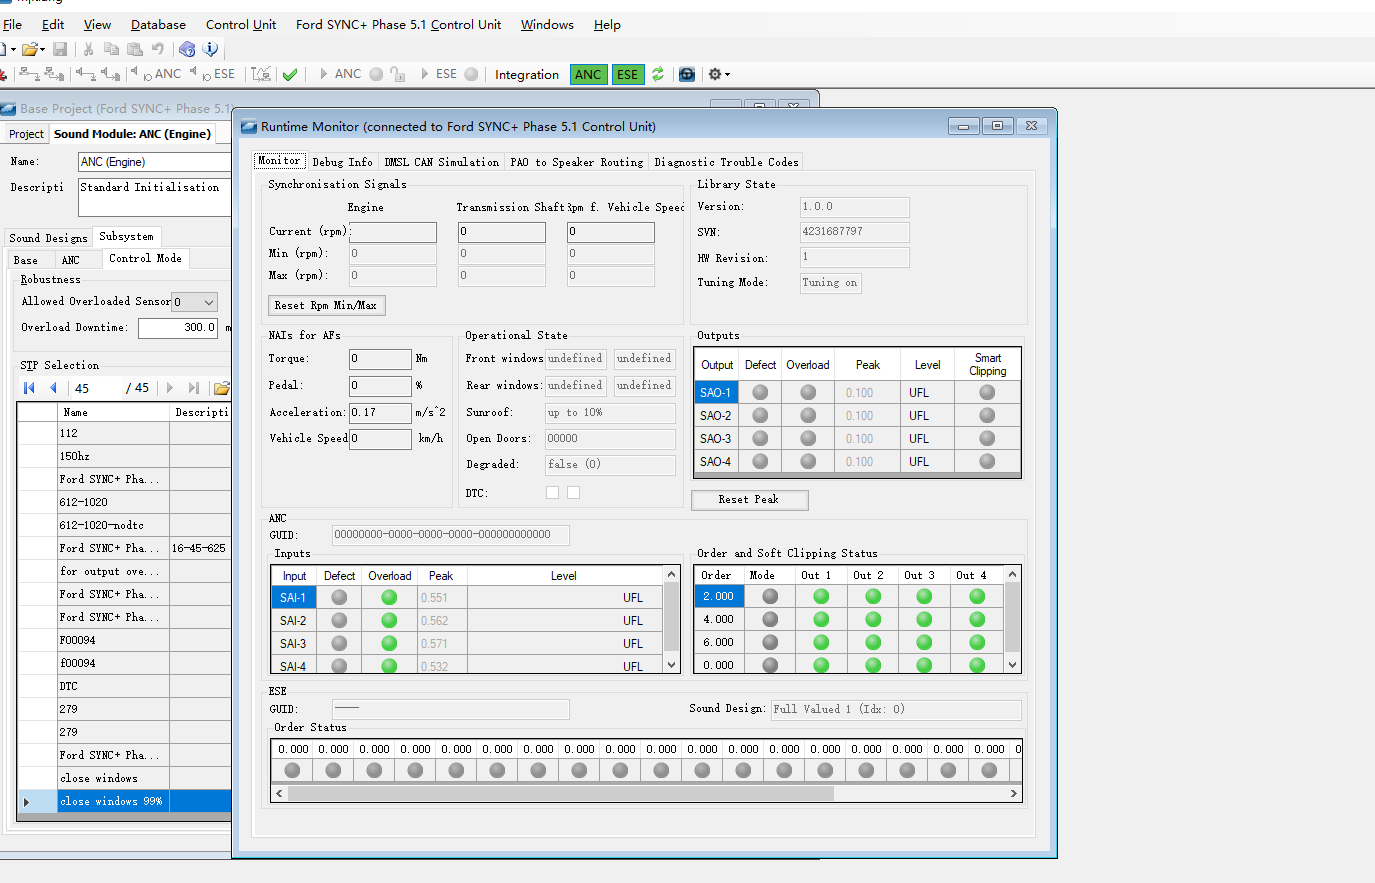 File Edit View Database Control Unit Ford SYNC+ Phase 5.1 Control Unit Windows Help
ANC ESE ANC ESE Integration ANC ESE
Base Project (Ford SYNC+ Phase 5.1)
Project Sound Module: ANC (Engine)
Name: ANC (Engine)
Descripti Standard Initialisation
Sound Designs Subsystem
Base ANC Control Mode
Robustness
Allowed Overloaded Sensor 0
Overload Downtime: 300.0 m
STP Selection
45 / 45
Name Descripti
112
150hz
Ford SYNC+ Pha...
612-1020
612-1020-nodtc
Ford SYNC+ Pha... 16-45-625
for output ove...
Ford SYNC+ Pha...
Ford SYNC+ Pha...
F00094
f00094
DTC
279
279
Ford SYNC+ Pha...
close windows
close windows 99%
Runtime Monitor (connected to Ford SYNC+ Phase 5.1 Control Unit)
Monitor Debug Info DMSL CAN Simulation PAO to Speaker Routing Diagnostic Trouble Codes
Synchronisation Signals
Engine Transmission Shaft Rpm f. Vehicle Speed
Current (rpm): 0 0
Min (rpm): 0 0 0
Max (rpm): 0 0 0
Reset Rpm Min/Max
Library State
Version: 1.0.0
SVN: 4231687797
HW Revision: 1
Tuning Mode: Tuning on
NAIs for AFs
Torque: 0 Nm
Pedal: 0 %
Acceleration: 0.17 m/s^2
Vehicle Speed 0 km/h
Operational State
Front windows undefined undefined
Rear windows: undefined undefined
Sunroof: up to 10%
Open Doors: 00000
Degraded: false (0)
DTC:
Outputs
Output Defect Overload Peak Level Smart Clipping
SAO-1 0.100 UFL
SAO-2 0.100 UFL
SAO-3 0.100 UFL
SAO-4 0.100 UFL
Reset Peak
ANC
GUID: 00000000-0000-0000-0000-000000000000
Inputs
Input Defect Overload Peak Level
SAI-1 0.551 UFL
SAI-2 0.562 UFL
SAI-3 0.571 UFL
SAI-4 0.532 UFL
Order and Soft Clipping Status
Order Mode Out 1 Out 2 Out 3 Out 4
2.000
4.000
6.000
0.000
ESE
GUID: ——
Sound Design: Full Valued 1 (Idx: 0)
Order Status
0.000 0.000 0.000 0.000 0.000 0.000 0.000 0.000 0.000 0.000 0.000 0.000 0.000 0.000 0.000 0.000 0.000 0.000 0